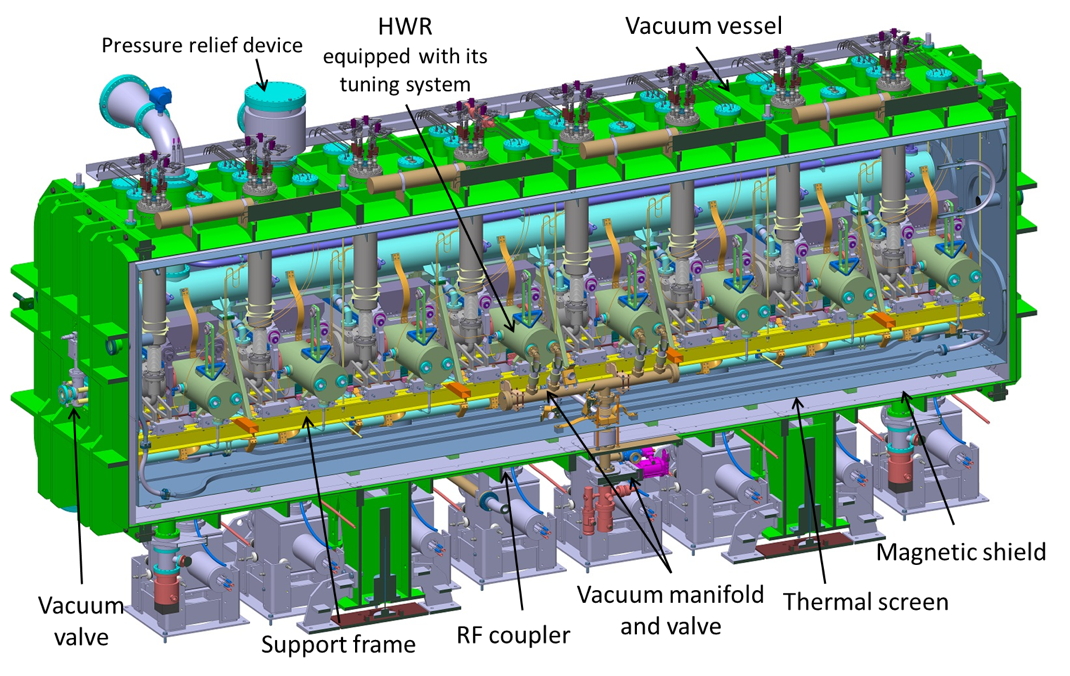 HWR
equipped with its
tuning system
Pressure relief device
Vacuum vessel
Vacuum
valve
Support frame
RF coupler
Vacuum manifold
and valve
Thermal screen
Magnetic shield